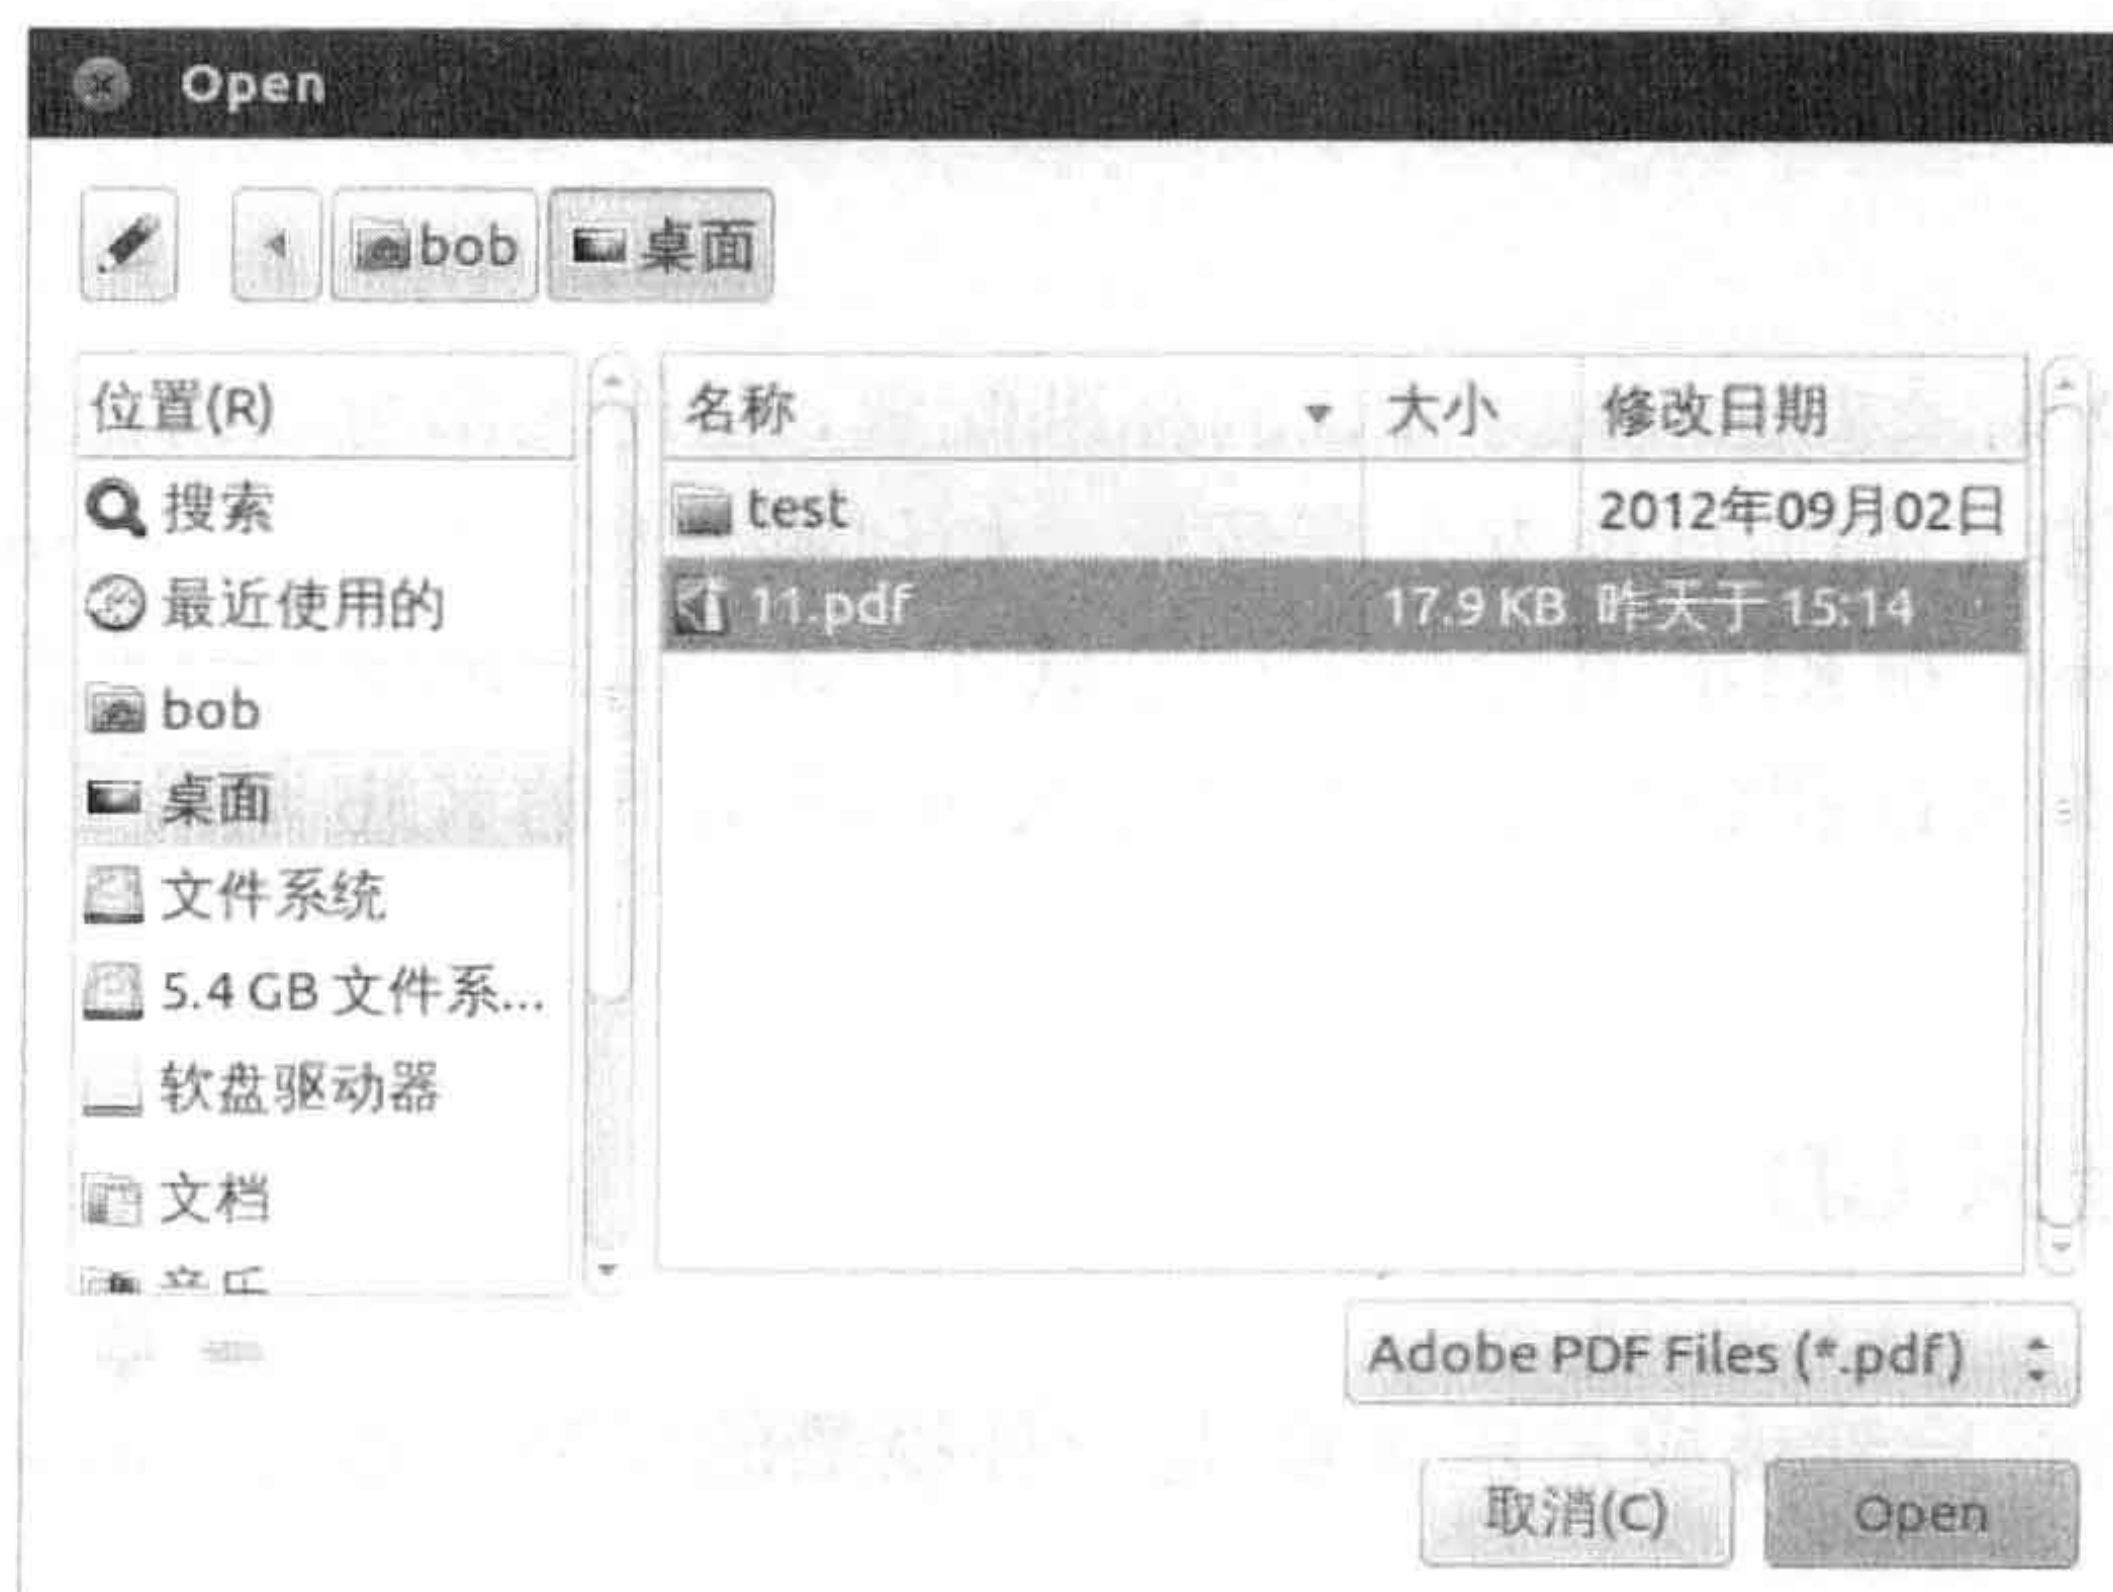 Open
bob 桌面
位置(R)
搜索
最近使用的
bob
桌面
文件系统
5.4 GB 文件系...
软盘驱动器
文档
音乐
名称 大小 修改日期
test 2012年09月02日
11.pdf 17.9 KB 昨天于 15:14
Adobe PDF Files (*.pdf)
取消(C) Open